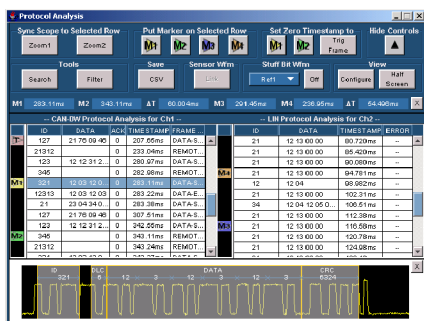 Protocol Analysis
Sync Scope to Selected Row Put Marker on Selected Row Set Zero Timestamp to Hide Controls
Zoom1 Zoom2 M1 M2 M3 M4 M1 M2 Trig Frame
Tools Save Sensor Wfm Stuff Bit Wfm View
Search Filter CSV Link Ref1 Off Configure Half Screen
M1 283.11ms M2 343.11ms ΔT 60.004ms M3 291.45ms M4 236.95ms ΔT 54.495ms X
-- CAN-DW Protocol Analysis for Ch1 -- -- LIN Protocol Analysis for Ch2 --
ID DATA ACK TIMESTAMP FRAME ... ID DATA TIMESTAMP ERROR
T- 127 21 76 09 46 0 207.65ms DATA-S... 21 12 13 00 00 80.720ms --
21312 0 233.04ms REMOT... 21 12 13 00 00 85.420ms --
123 12 12 31 2... 0 280.97ms DATA-S... 21 12 13 00 00 90.080ms --
345 0 282.98ms REMOT... M4 21 12 13 00 00 94.781ms --
M1 321 12 03 12 0... 0 283.11ms DATA-S... 12 12 04 98.982ms --
12313 12 03 12 03 0 283.22ms DATA-E... 21 12 13 00 00 102.31ms --
21 23 04 34 0... 0 283.38ms DATA-S... 34 12 04 12 05 0... 106.51ms --
127 21 76 09 46 0 307.51ms DATA-S... 21 12 13 00 00 112.38ms --
123 12 12 31 2... 0 342.55ms DATA-S... M3 21 12 13 00 00 116.58ms --
M2 345 0 343.11ms REMOT... 21 12 13 00 00 120.78ms --
21312 0 343.24ms REMOT... 21 12 13 00 00 124.98ms --
ID DLC DATA CRC X
321 6 12 3 12 3 12 3 6324